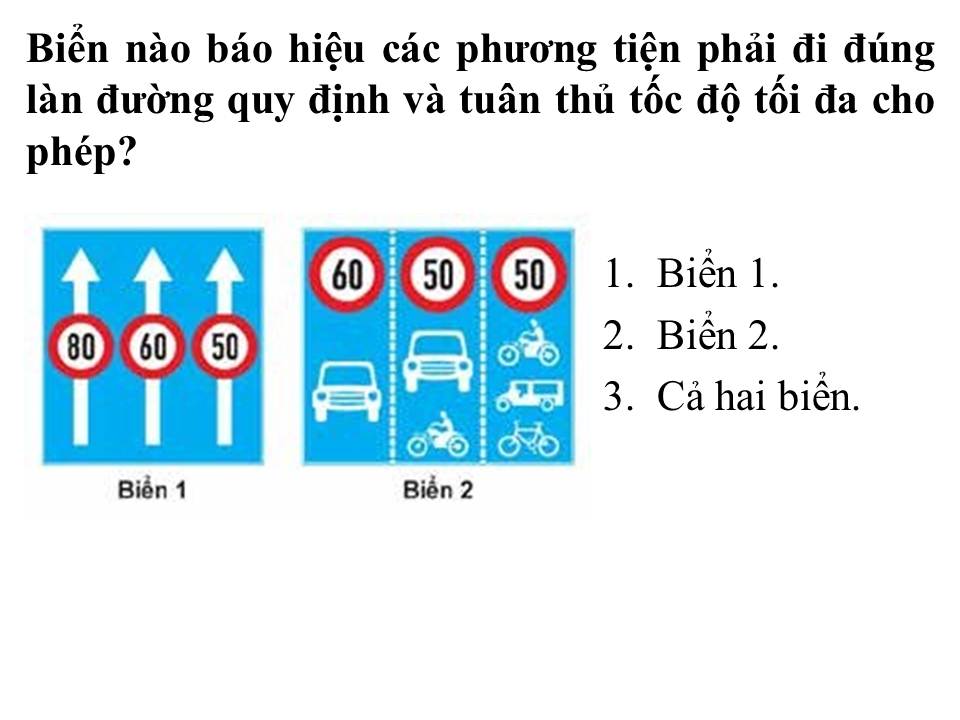 Biển nào báo hiệu các phương tiện phải đi đúng
làn đường quy định và tuân thủ tốc độ tối đa cho
phép?
60 50 50
80 60 50
1. Biển 1.
2. Biển 2.
3. Cả hai biển.
Biển 1
Biển 2